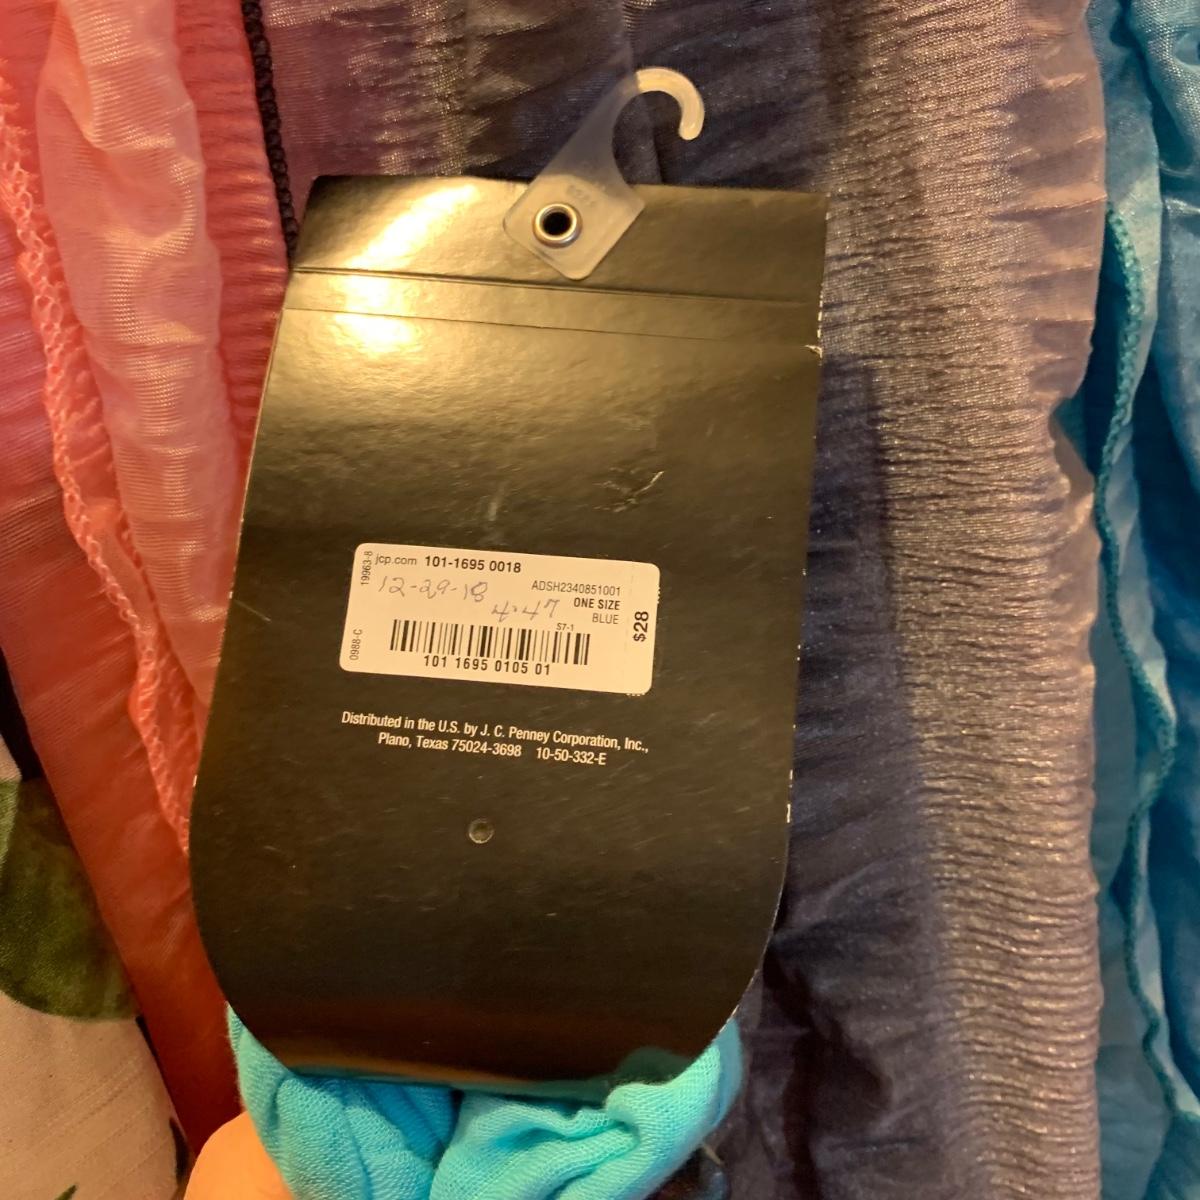 19963-8
jcp.com 101-1695 0018
12-29-18
ADSH2340851001
4.47 ONE SIZE
BLUE
$28
S7-1
0988-C
101 1695 0105 01
Distributed in the U.S. by J. C. Penney Corporation, Inc.,
Plano, Texas 75024-3698 10-50-332-E